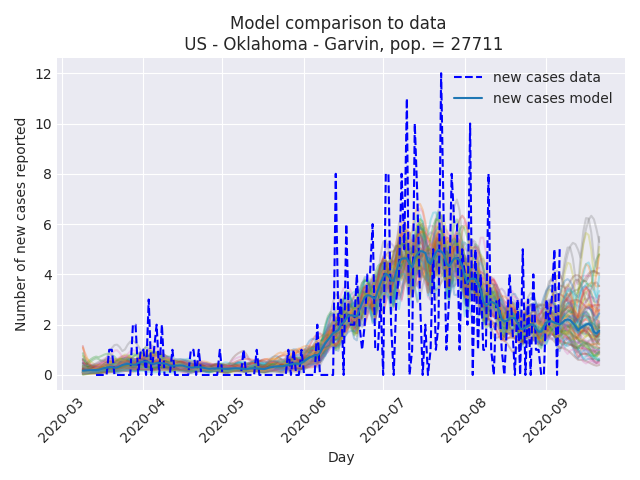 Model comparison to data
US - Oklahoma - Garvin, pop. = 27711
new cases data
new cases model
Number of new cases reported
12
10
8
6
4
2
0
2020-03
2020-04
2020-05
2020-06
2020-07
2020-08
2020-09
Day